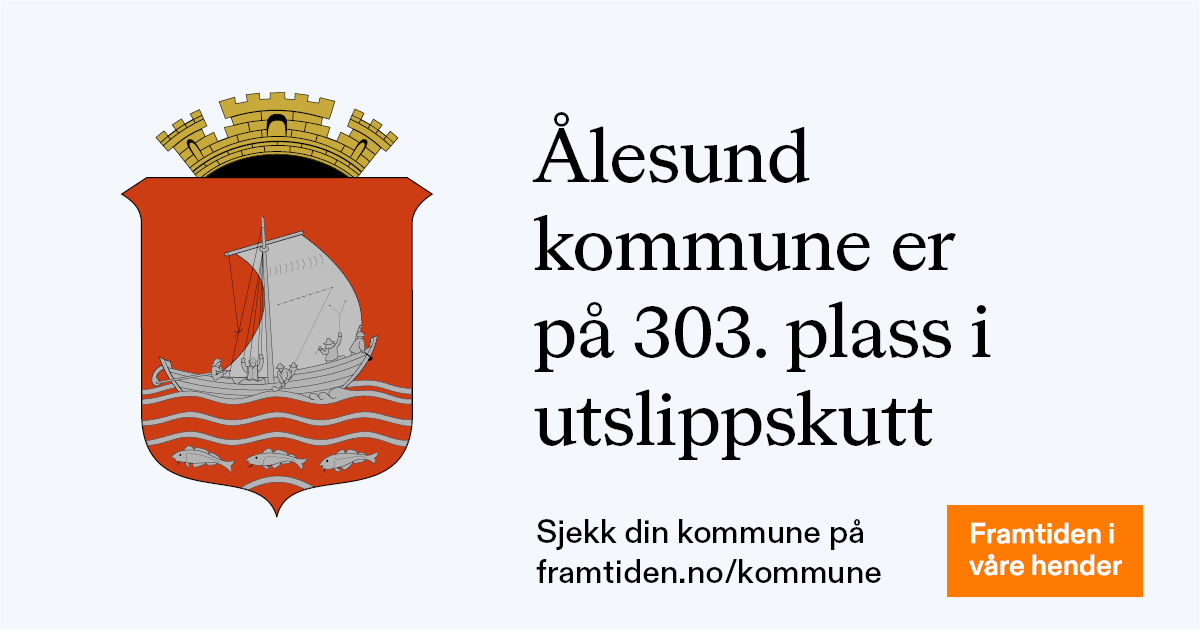 Ålesund
kommune er
på 303. plass i
utslippskutt
Sjekk din kommune på
framtiden.no/kommune
Framtiden i
våre hender